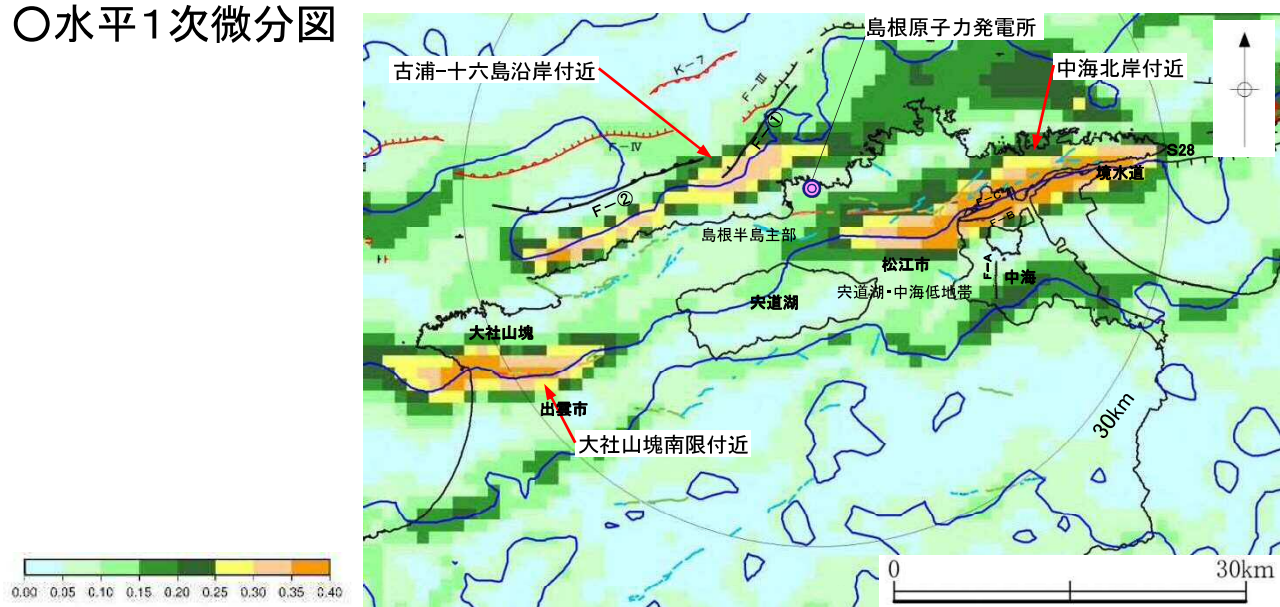 ○水平1次微分図
島根原子力発電所
古浦-十六島沿岸付近
中海北岸付近
K-7
F-Ⅲ
F-①
F-Ⅳ
F-②
S28
境水道
F-C
F-B
島根半島主部
松江市
F-A
中海
宍道湖・中海低地帯
宍道湖
大社山塊
出雲市
大社山塊南限付近
30km
0.00 0.05 0.10 0.15 0.20 0.25 0.30 0.35 0.40
0 30km